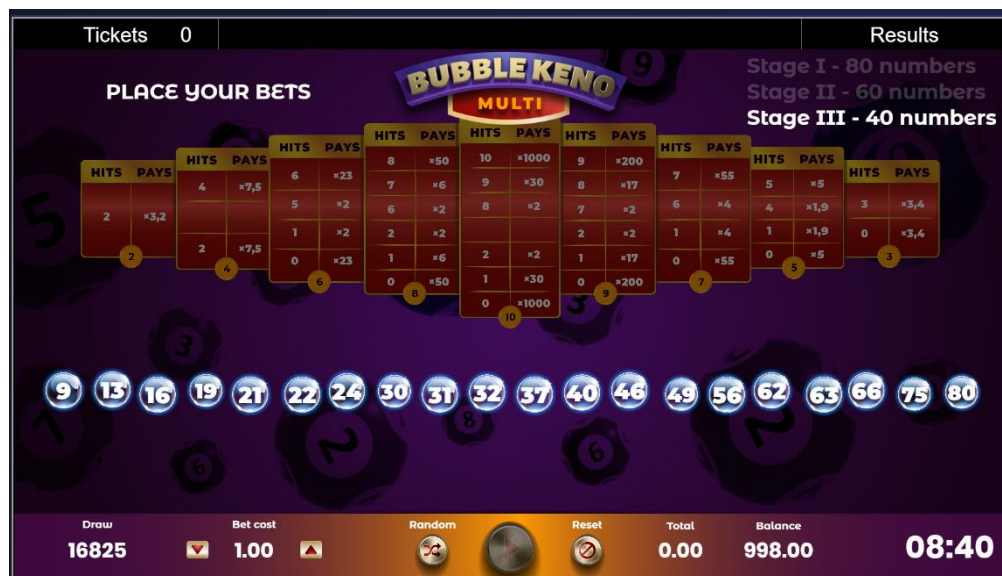 Tickets 0 Results
BUBBLE KENO
MULTI
PLACE YOUR BETS
Stage I - 80 numbers
Stage II - 60 numbers
Stage III - 40 numbers
HITS PAYS
2 ×3,2
2
HITS PAYS
4 ×7,5
2 ×7,5
4
HITS PAYS
6 ×23
5 ×2
1 ×2
0 ×23
6
HITS PAYS
8 ×50
7 ×6
6 ×2
2 ×2
1 ×6
0 ×50
8
HITS PAYS
10 ×1000
9 ×30
8 ×2
2 ×2
1 ×30
0 ×1000
10
HITS PAYS
9 ×200
8 ×17
7 ×2
2 ×2
1 ×17
0 ×200
9
HITS PAYS
7 ×55
6 ×4
1 ×4
0 ×55
7
HITS PAYS
5 ×5
4 ×1,9
1 ×1,9
0 ×5
5
HITS PAYS
3 ×3,4
0 ×3,4
3
9 13 16 19 21 22 24 30 31 32 37 40 46 49 56 62 63 66 75 80
Draw Bet cost Random Reset Total Balance
16825 1.00 0.00 998.00 08:40